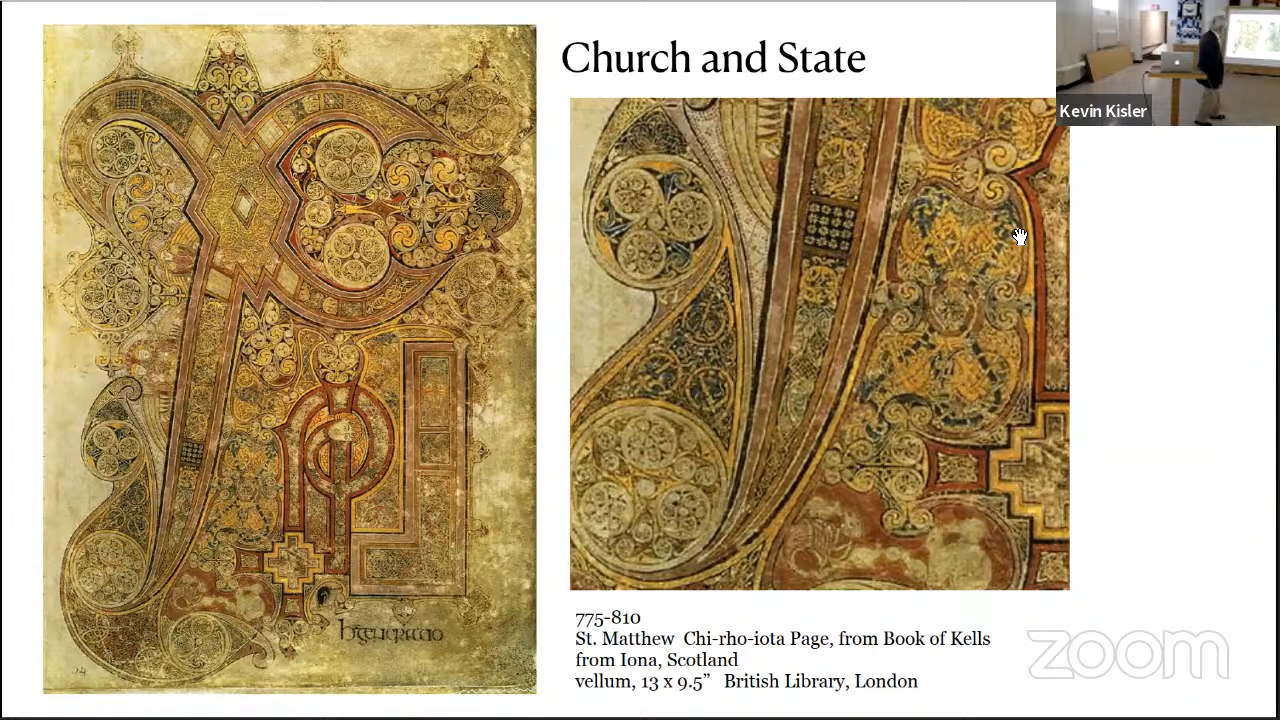 Church and State
Kevin Kisler
775-810
St. Matthew  Chi-rho-iota Page, from Book of Kells
from Iona, Scotland
vellum, 13 x 9.5”   British Library, London
zoom